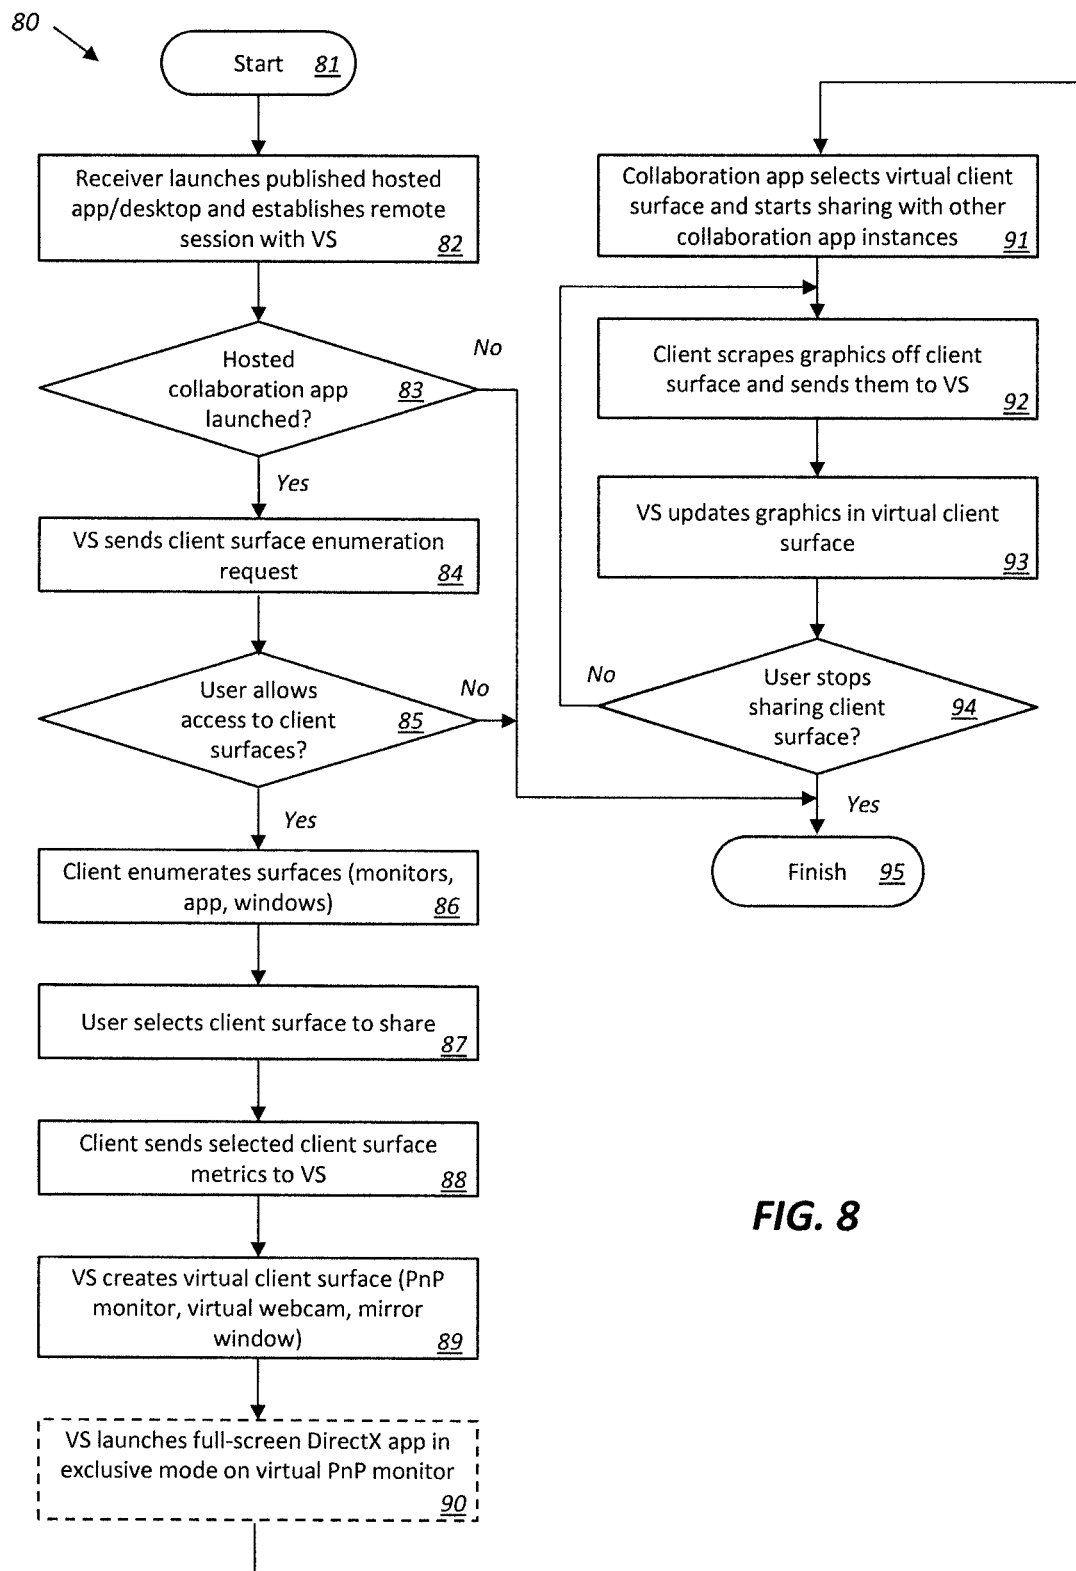 80
Start 81
Receiver launches published hosted
app/desktop and establishes remote
session with VS
82
Hosted
collaboration app
launched?
83
No
Yes
VS sends client surface enumeration
request
84
User allows
access to client
surfaces?
85
No
Yes
Client enumerates surfaces (monitors,
app, windows)
86
User selects client surface to share
87
Client sends selected client surface
metrics to VS
88
VS creates virtual client surface (PnP
monitor, virtual webcam, mirror
window)
89
VS launches full-screen DirectX app in
exclusive mode on virtual PnP monitor
90
Collaboration app selects virtual client
surface and starts sharing with other
collaboration app instances
91
Client scrapes graphics off client
surface and sends them to VS
92
VS updates graphics in virtual client
surface
93
User stops
sharing client
surface?
94
No
Yes
Finish 95
FIG. 8